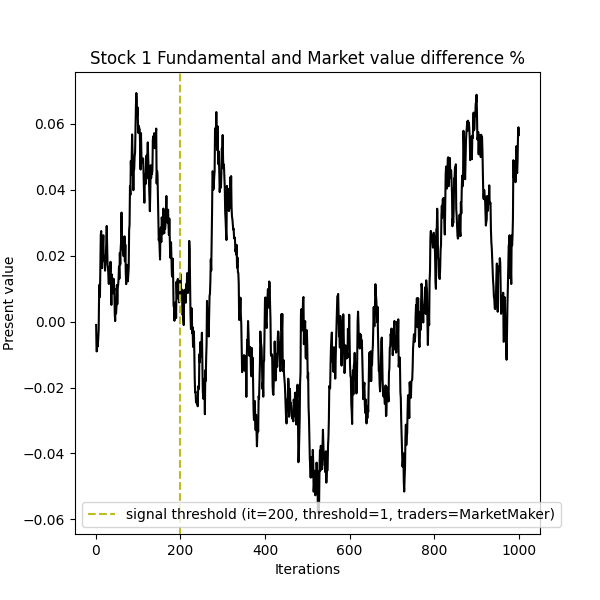 Stock 1 Fundamental and Market value difference %
Present value
0.06
0.04
0.02
0.00
−0.02
−0.04
−0.06
signal threshold (it=200, threshold=1, traders=MarketMaker)
0 200 400 600 800 1000
Iterations